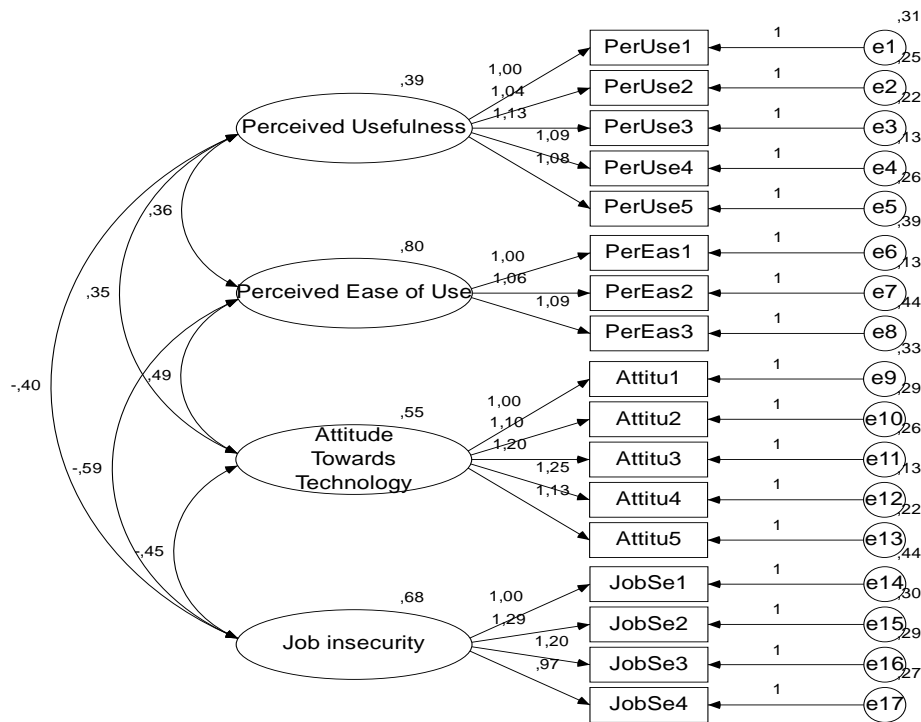 ,31
PerUse1
1
e1
,25
1,00
PerUse2
1
e2
,22
,39
1,04
Perceived Usefulness
1,13
PerUse3
1
e3
,13
1,09
PerUse4
1
e4
,26
1,08
PerUse5
1
e5
,39
,36
,80
1,00
PerEas1
1
e6
,13
Perceived Ease of Use
1,06
PerEas2
1
e7
,44
,35
1,09
PerEas3
1
e8
,33
-,40
,49
,55
1,00
Attitu1
1
e9
,29
Attitude
Towards
Technology
1,10
Attitu2
1
e10
,26
1,20
Attitu3
1
e11
,13
-,59
1,25
Attitu4
1
e12
,22
1,13
Attitu5
1
e13
,44
-,45
,68
1,00
JobSe1
1
e14
,30
Job insecurity
1,29
JobSe2
1
e15
,29
1,20
JobSe3
1
e16
,27
,97
JobSe4
1
e17